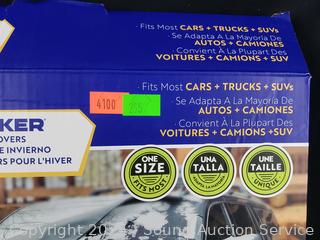 · Fits Most CARS + TRUCKS + SUVs
· Se Adapta A La Mayoría De
AUTOS + CAMIONES
· Convient À La Plupart Des
VOITURES + CAMIONS + SUV
· Fits Most CARS + TRUCKS + SUVs
· Se Adapta A La Mayoría De
AUTOS + CAMIONES
· Convient À La Plupart Des
VOITURES + CAMIONS + SUV
4100
KER
OVERS
E INVIERNO
RS POUR L'HIVER
ONE
SIZE
FITS MOST
UNA
TALLA
UNE
TAILLE
UNIQUE
Sound Auction Service